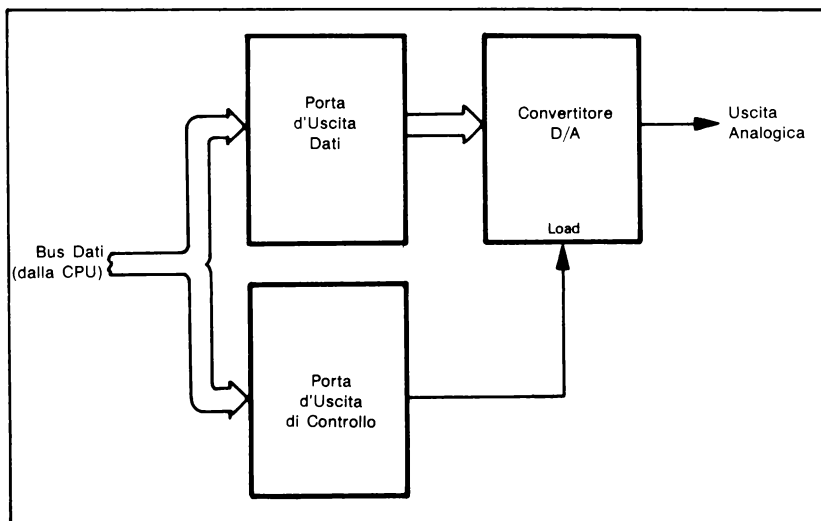 Porta
d'Uscita
Dati
Convertitore
D/A
Load
Uscita
Analogica
Bus Dati
(dalla CPU)
Porta
d'Uscita
di Controllo